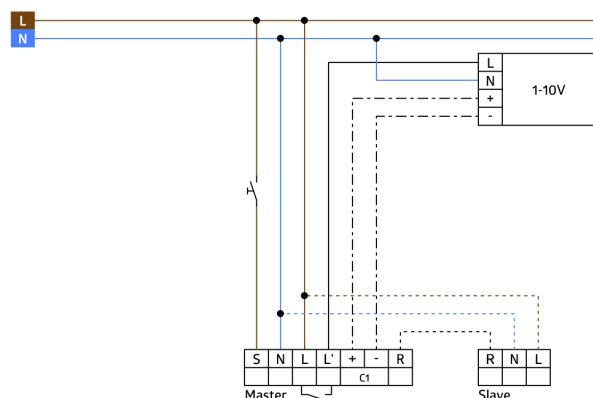 L
N
L
N
+
-
1-10V
S N L L' + - R
C1
Master
R N L
Slave